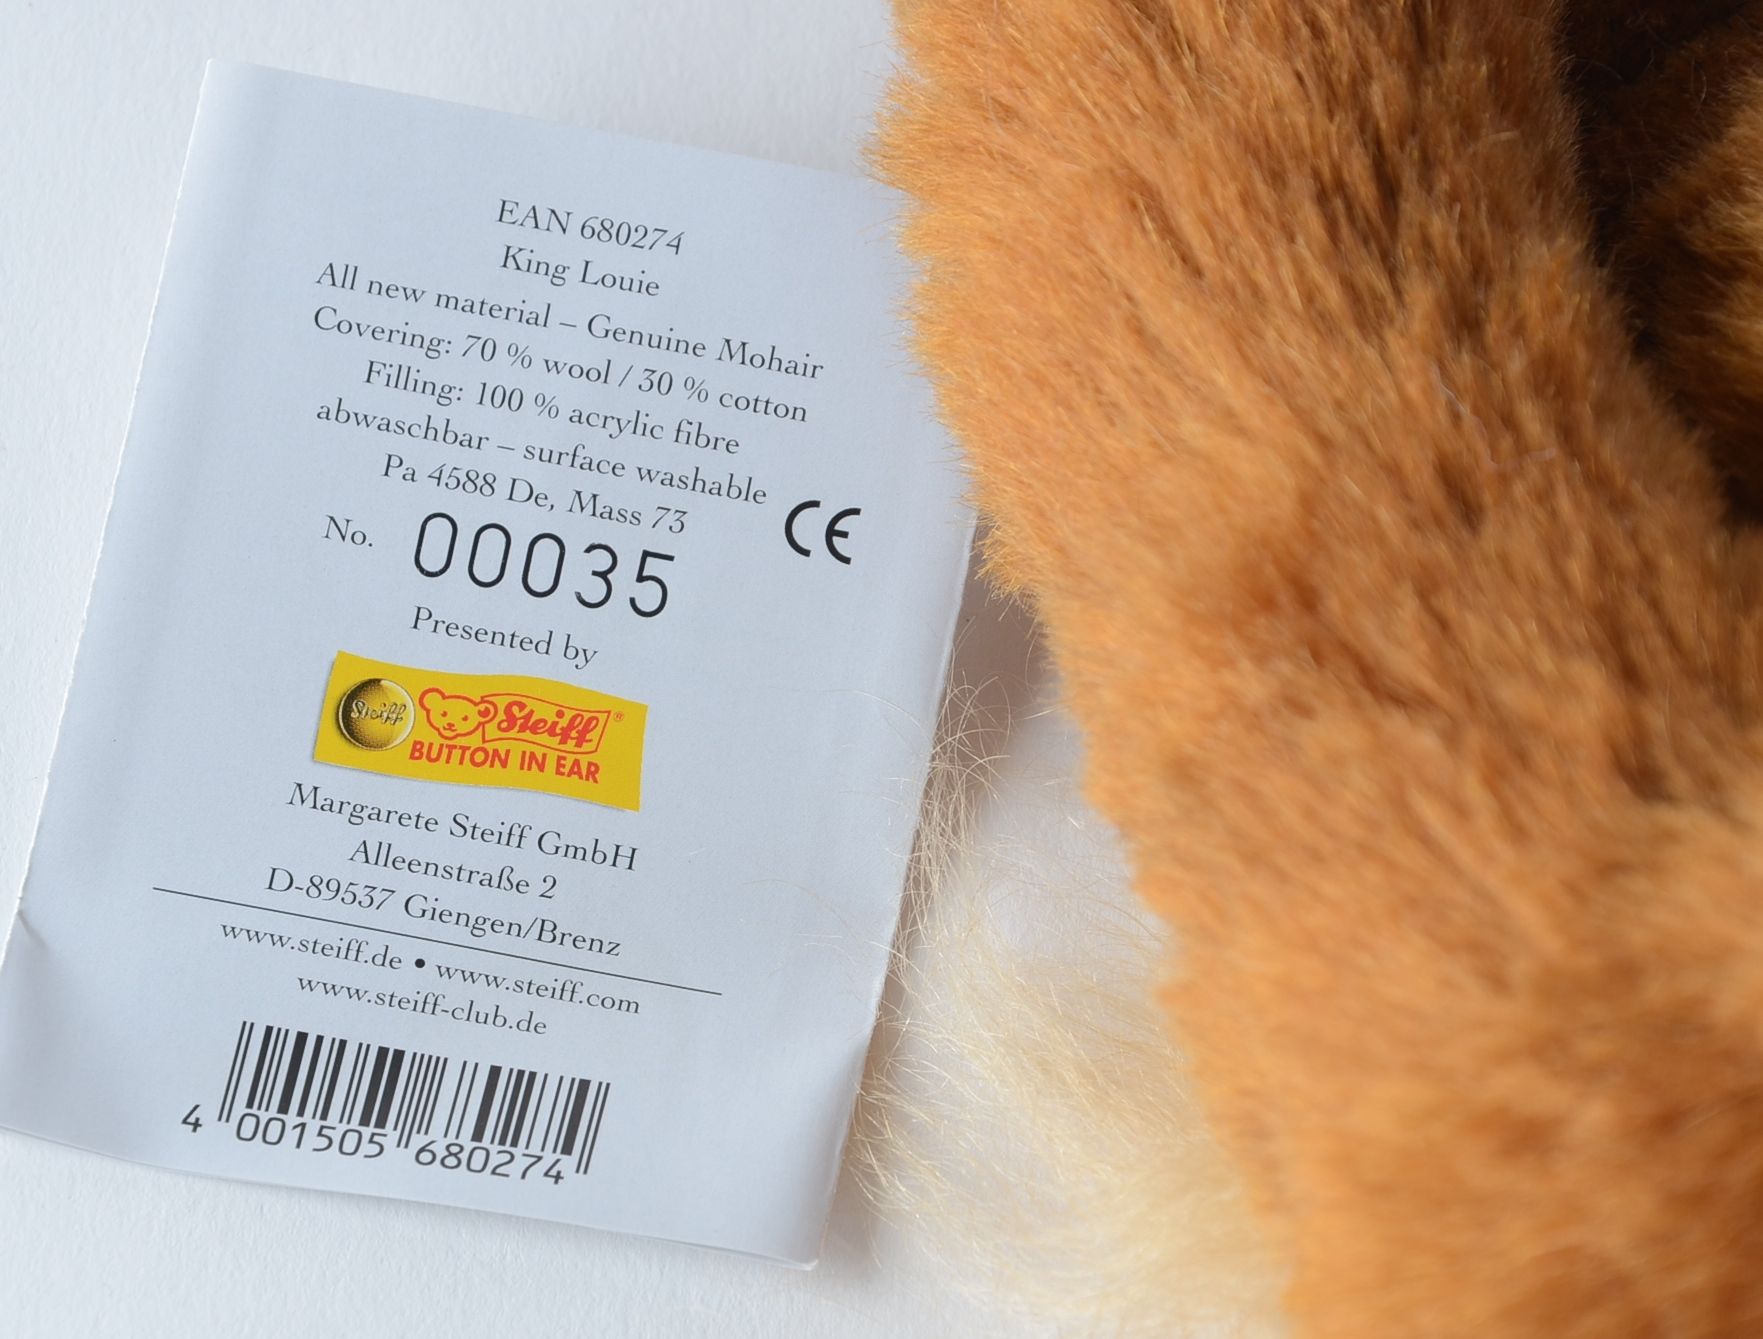 EAN 680274
King Louie
All new material – Genuine Mohair
Covering: 70 % wool / 30 % cotton
Filling: 100 % acrylic fibre
abwaschbar – surface washable
Pa 4588 De, Mass 73
CE
No. 00035
Presented by
Steiff
Steiff®
BUTTON IN EAR
Margarete Steiff GmbH
Alleenstraße 2
D-89537 Giengen/Brenz
www.steiff.de • www.steiff.com
www.steiff-club.de
4 001505 680274